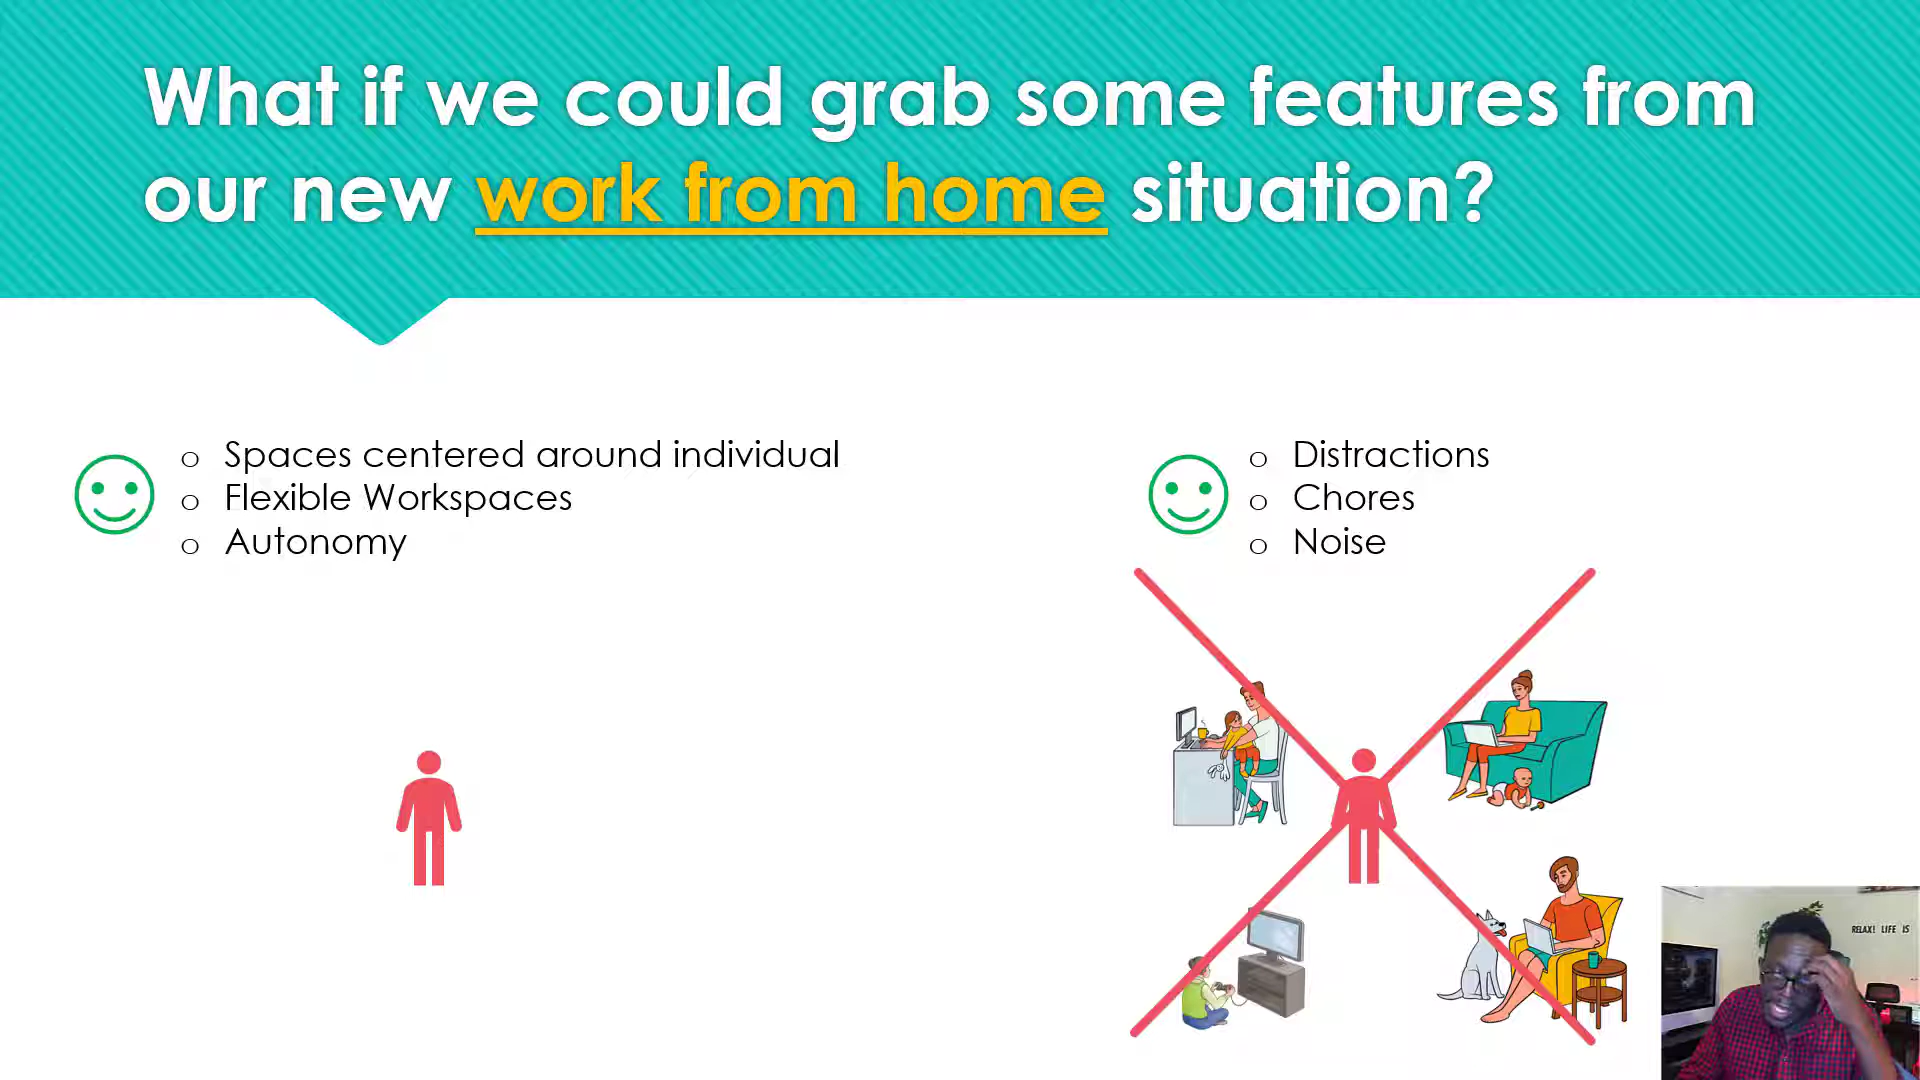 What if we could grab some features from
our new work from home situation?
Spaces centered around individual
Flexible Workspaces
Autonomy
Distractions
Chores
Noise
RELAX! LIFE IS